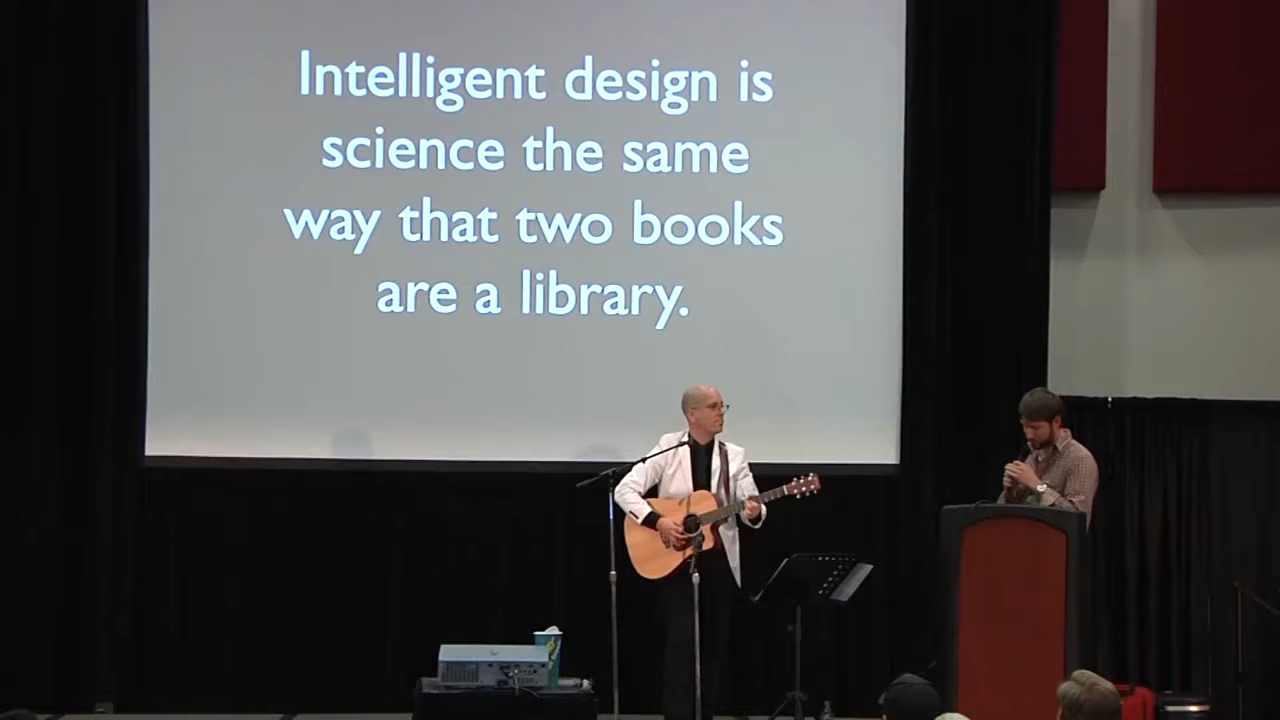 Intelligent design is
science the same
way that two books
are a library.